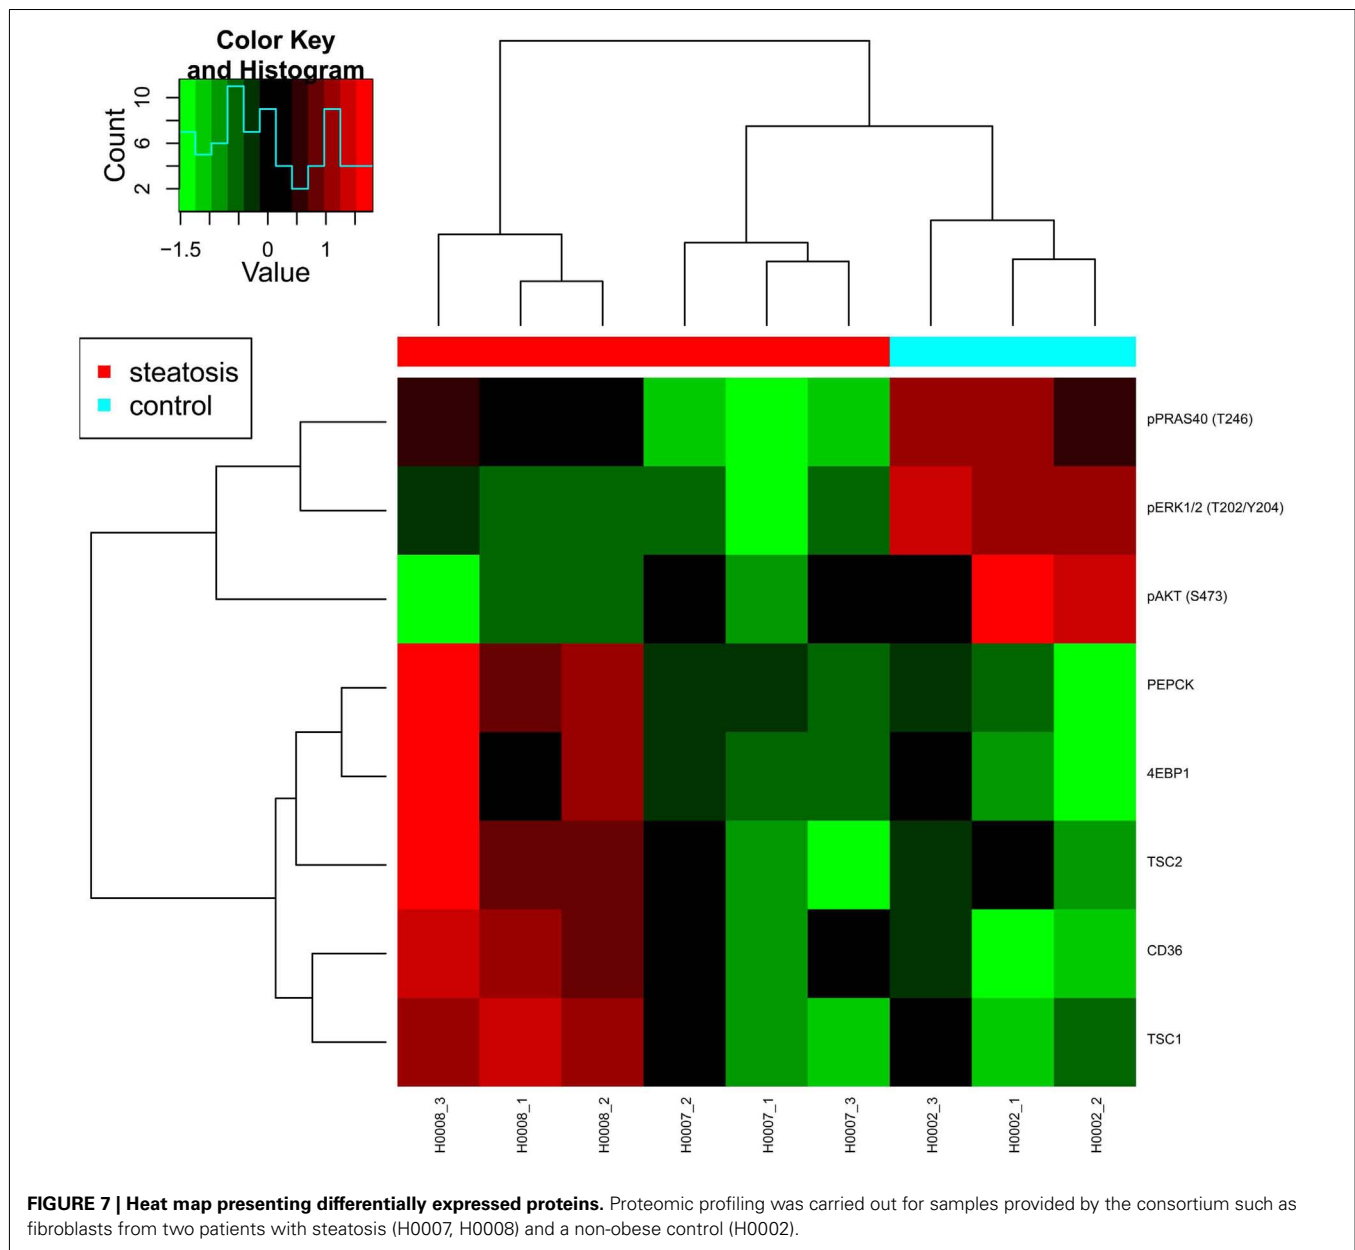 Color Key
and Histogram
Count
10
6
2
-1.5 0 1
Value
steatosis
control
pPRAS40 (T246)
pERK1/2 (T202/Y204)
pAKT (S473)
PEPCK
4EBP1
TSC2
CD36
TSC1
H0008_3
H0008_1
H0008_2
H0007_2
H0007_1
H0007_3
H0002_3
H0002_1
H0002_2
FIGURE 7 | Heat map presenting differentially expressed proteins. Proteomic profiling was carried out for samples provided by the consortium such as
fibroblasts from two patients with steatosis (H0007, H0008) and a non-obese control (H0002).